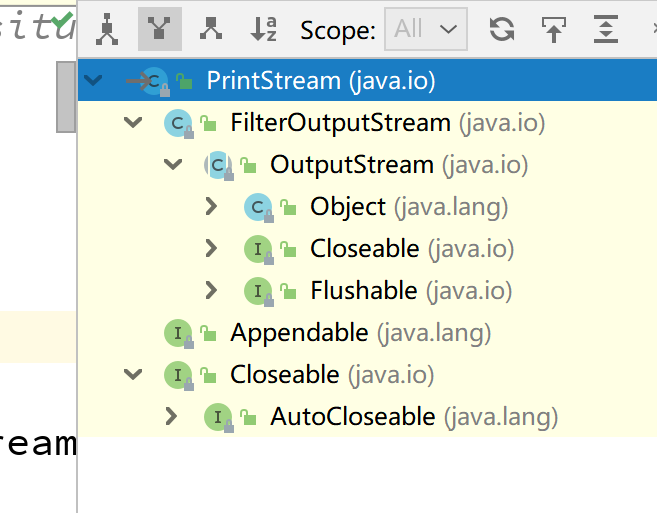 situ
Scope: All
PrintStream (java.io)
FilterOutputStream (java.io)
OutputStream (java.io)
Object (java.lang)
Closeable (java.io)
Flushable (java.io)
Appendable (java.lang)
Closeable (java.io)
AutoCloseable (java.lang)
ream